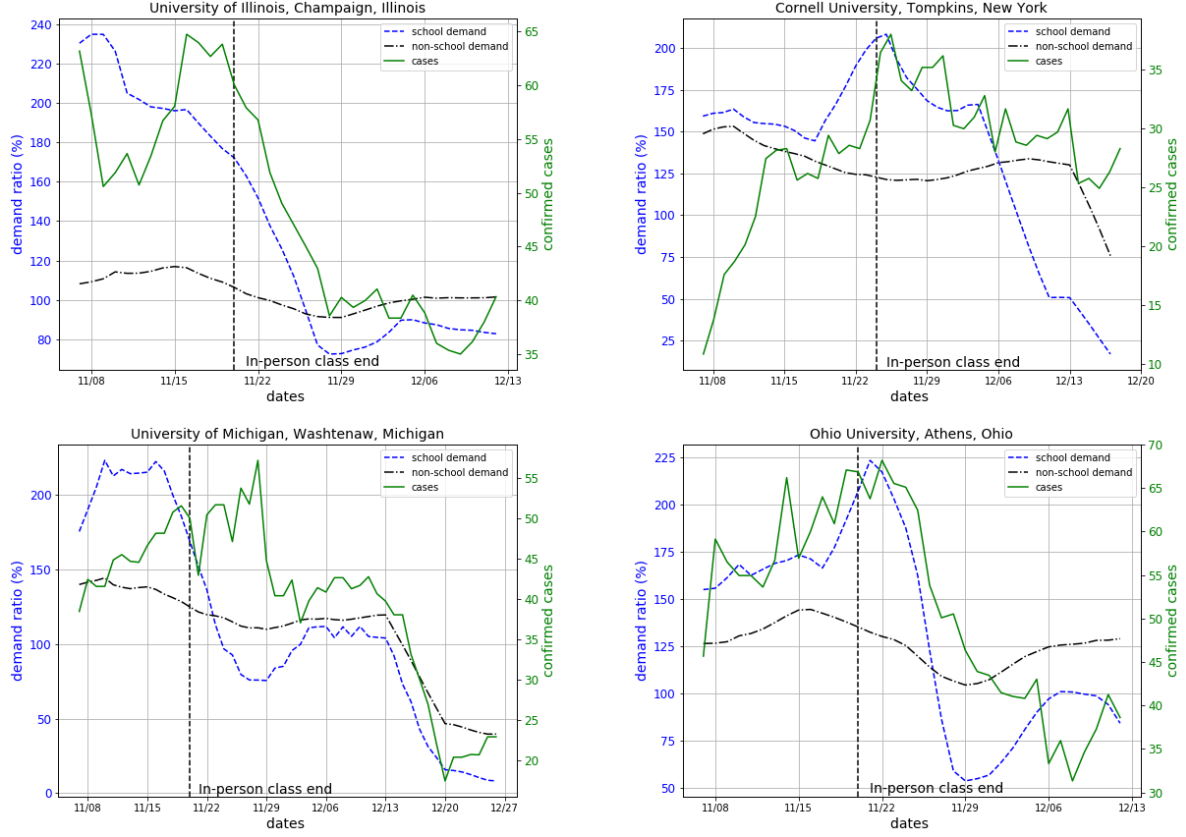 University of Illinois, Champaign, Illinois
school demand
non-school demand
cases
240
220
200
180
160
140
120
100
80
demand ratio (%)
65
60
55
50
45
40
35
confirmed cases
In-person class end
11/08 11/15 11/22 11/29 12/06 12/13
dates
Cornell University, Tompkins, New York
school demand
non-school demand
cases
200
175
150
125
100
75
50
25
demand ratio (%)
35
30
25
20
15
10
confirmed cases
In-person class end
11/08 11/15 11/22 11/29 12/06 12/13 12/20
dates
University of Michigan, Washtenaw, Michigan
school demand
non-school demand
cases
200
150
100
50
0
demand ratio (%)
55
50
45
40
35
30
25
20
confirmed cases
In-person class end
11/08 11/15 11/22 11/29 12/06 12/13 12/20 12/27
dates
Ohio University, Athens, Ohio
school demand
non-school demand
cases
225
200
175
150
125
100
75
50
demand ratio (%)
70
65
60
55
50
45
40
35
30
confirmed cases
In-person class end
11/08 11/15 11/22 11/29 12/06 12/13
dates